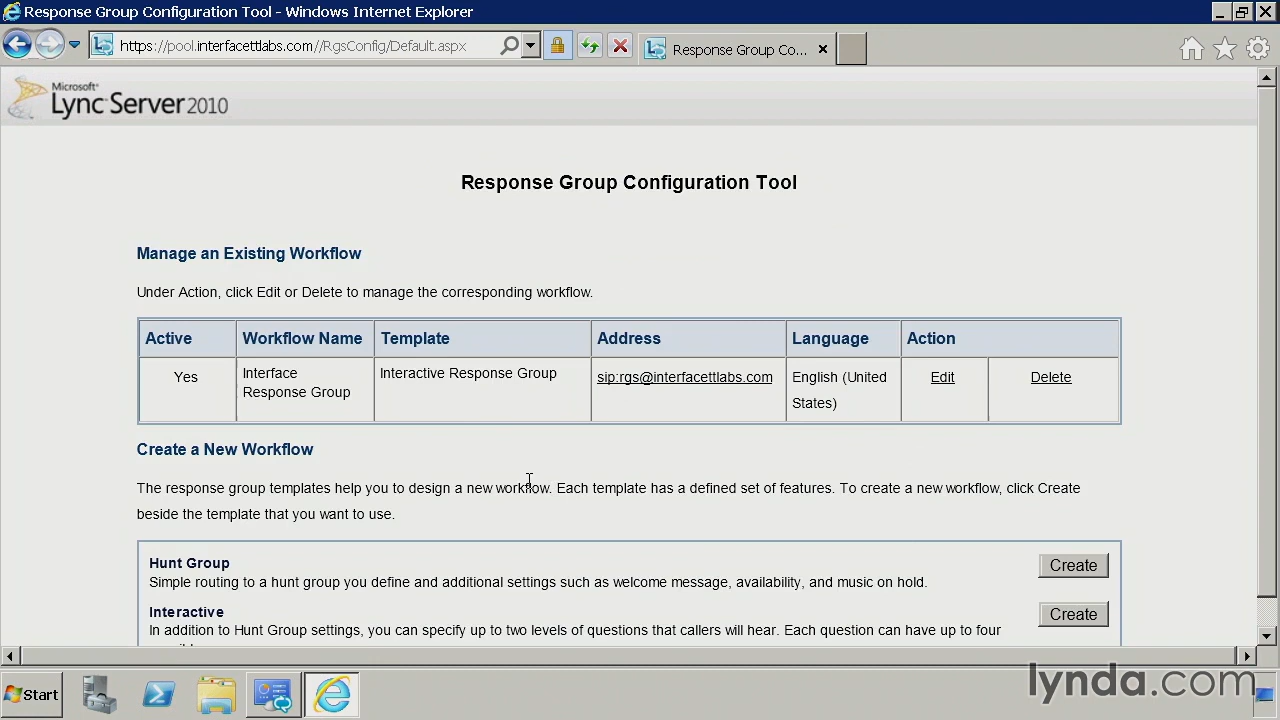 Response Group Configuration Tool - Windows Internet Explorer
https://pool.interfacettlabs.com//RgsConfig/Default.aspx
Response Group Co...
Microsoft®
Lync Server 2010
Response Group Configuration Tool
Manage an Existing Workflow
Under Action, click Edit or Delete to manage the corresponding workflow.
Active Workflow Name Template Address Language Action
Yes Interface Response Group Interactive Response Group sip:rgs@interfacettlabs.com English (United States) Edit Delete
Create a New Workflow
The response group templates help you to design a new workflow. Each template has a defined set of features. To create a new workflow, click Create
beside the template that you want to use.
Hunt Group
Simple routing to a hunt group you define and additional settings such as welcome message, availability, and music on hold.
Create
Interactive
In addition to Hunt Group settings, you can specify up to two levels of questions that callers will hear. Each question can have up to four
Create
Start
lynda.com